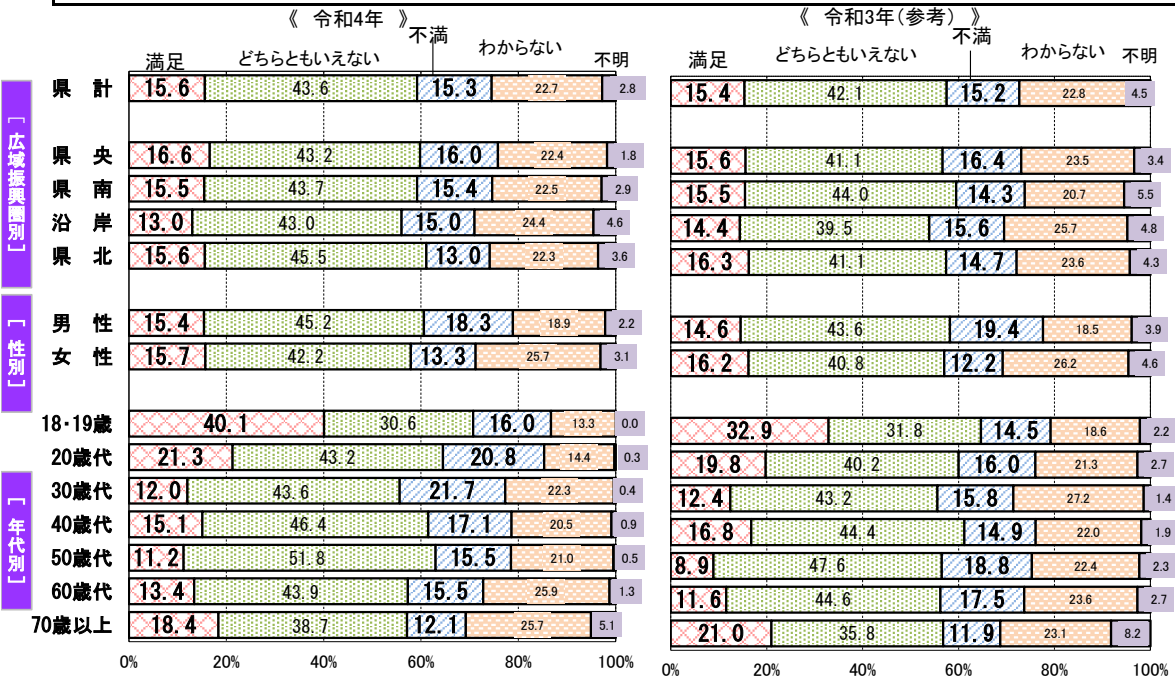 《 令和4年 》
《 令和3年(参考) 》
満足 どちらともいえない 不満 わからない 不明
満足 どちらともいえない 不満 わからない 不明
[広域振興圏別]
県 計 15.6 43.6 15.3 22.7 2.8 15.4 42.1 15.2 22.8 4.5
県 央 16.6 43.2 16.0 22.4 1.8 15.6 41.1 16.4 23.5 3.4
県 南 15.5 43.7 15.4 22.5 2.9 15.5 44.0 14.3 20.7 5.5
沿 岸 13.0 43.0 15.0 24.4 4.6 14.4 39.5 15.6 25.7 4.8
県 北 15.6 45.5 13.0 22.3 3.6 16.3 41.1 14.7 23.6 4.3
[性別]
男 性 15.4 45.2 18.3 18.9 2.2 14.6 43.6 19.4 18.5 3.9
女 性 15.7 42.2 13.3 25.7 3.1 16.2 40.8 12.2 26.2 4.6
[年代別]
18・19歳 40.1 30.6 16.0 13.3 0.0 32.9 31.8 14.5 18.6 2.2
20歳代 21.3 43.2 20.8 14.4 0.3 19.8 40.2 16.0 21.3 2.7
30歳代 12.0 43.6 21.7 22.3 0.4 12.4 43.2 15.8 27.2 1.4
40歳代 15.1 46.4 17.1 20.5 0.9 16.8 44.4 14.9 22.0 1.9
50歳代 11.2 51.8 15.5 21.0 0.5 8.9 47.6 18.8 22.4 2.3
60歳代 13.4 43.9 15.5 25.9 1.3 11.6 44.6 17.5 23.6 2.7
70歳以上 18.4 38.7 12.1 25.7 5.1 21.0 35.8 11.9 23.1 8.2
0% 20% 40% 60% 80% 100%
0% 20% 40% 60% 80% 100%